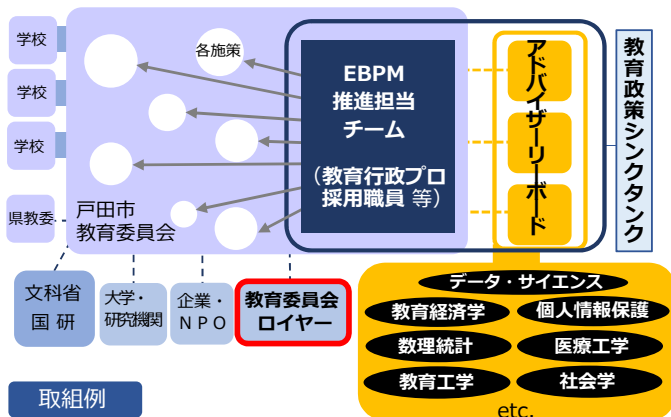 学校
学校
学校
県教委
各施策
戸田市
教育委員会
EBPM
推進担当
チーム
（教育行政プロ
採用職員 等）
アドバイザーリーボード
教育政策シンクタンク
文科省
国研
大学・
研究機関
企業・
ＮＰＯ
教育委員会
ロイヤー
データ・サイエンス
教育経済学
個人情報保護
数理統計
医療工学
教育工学
社会学
etc.
取組例